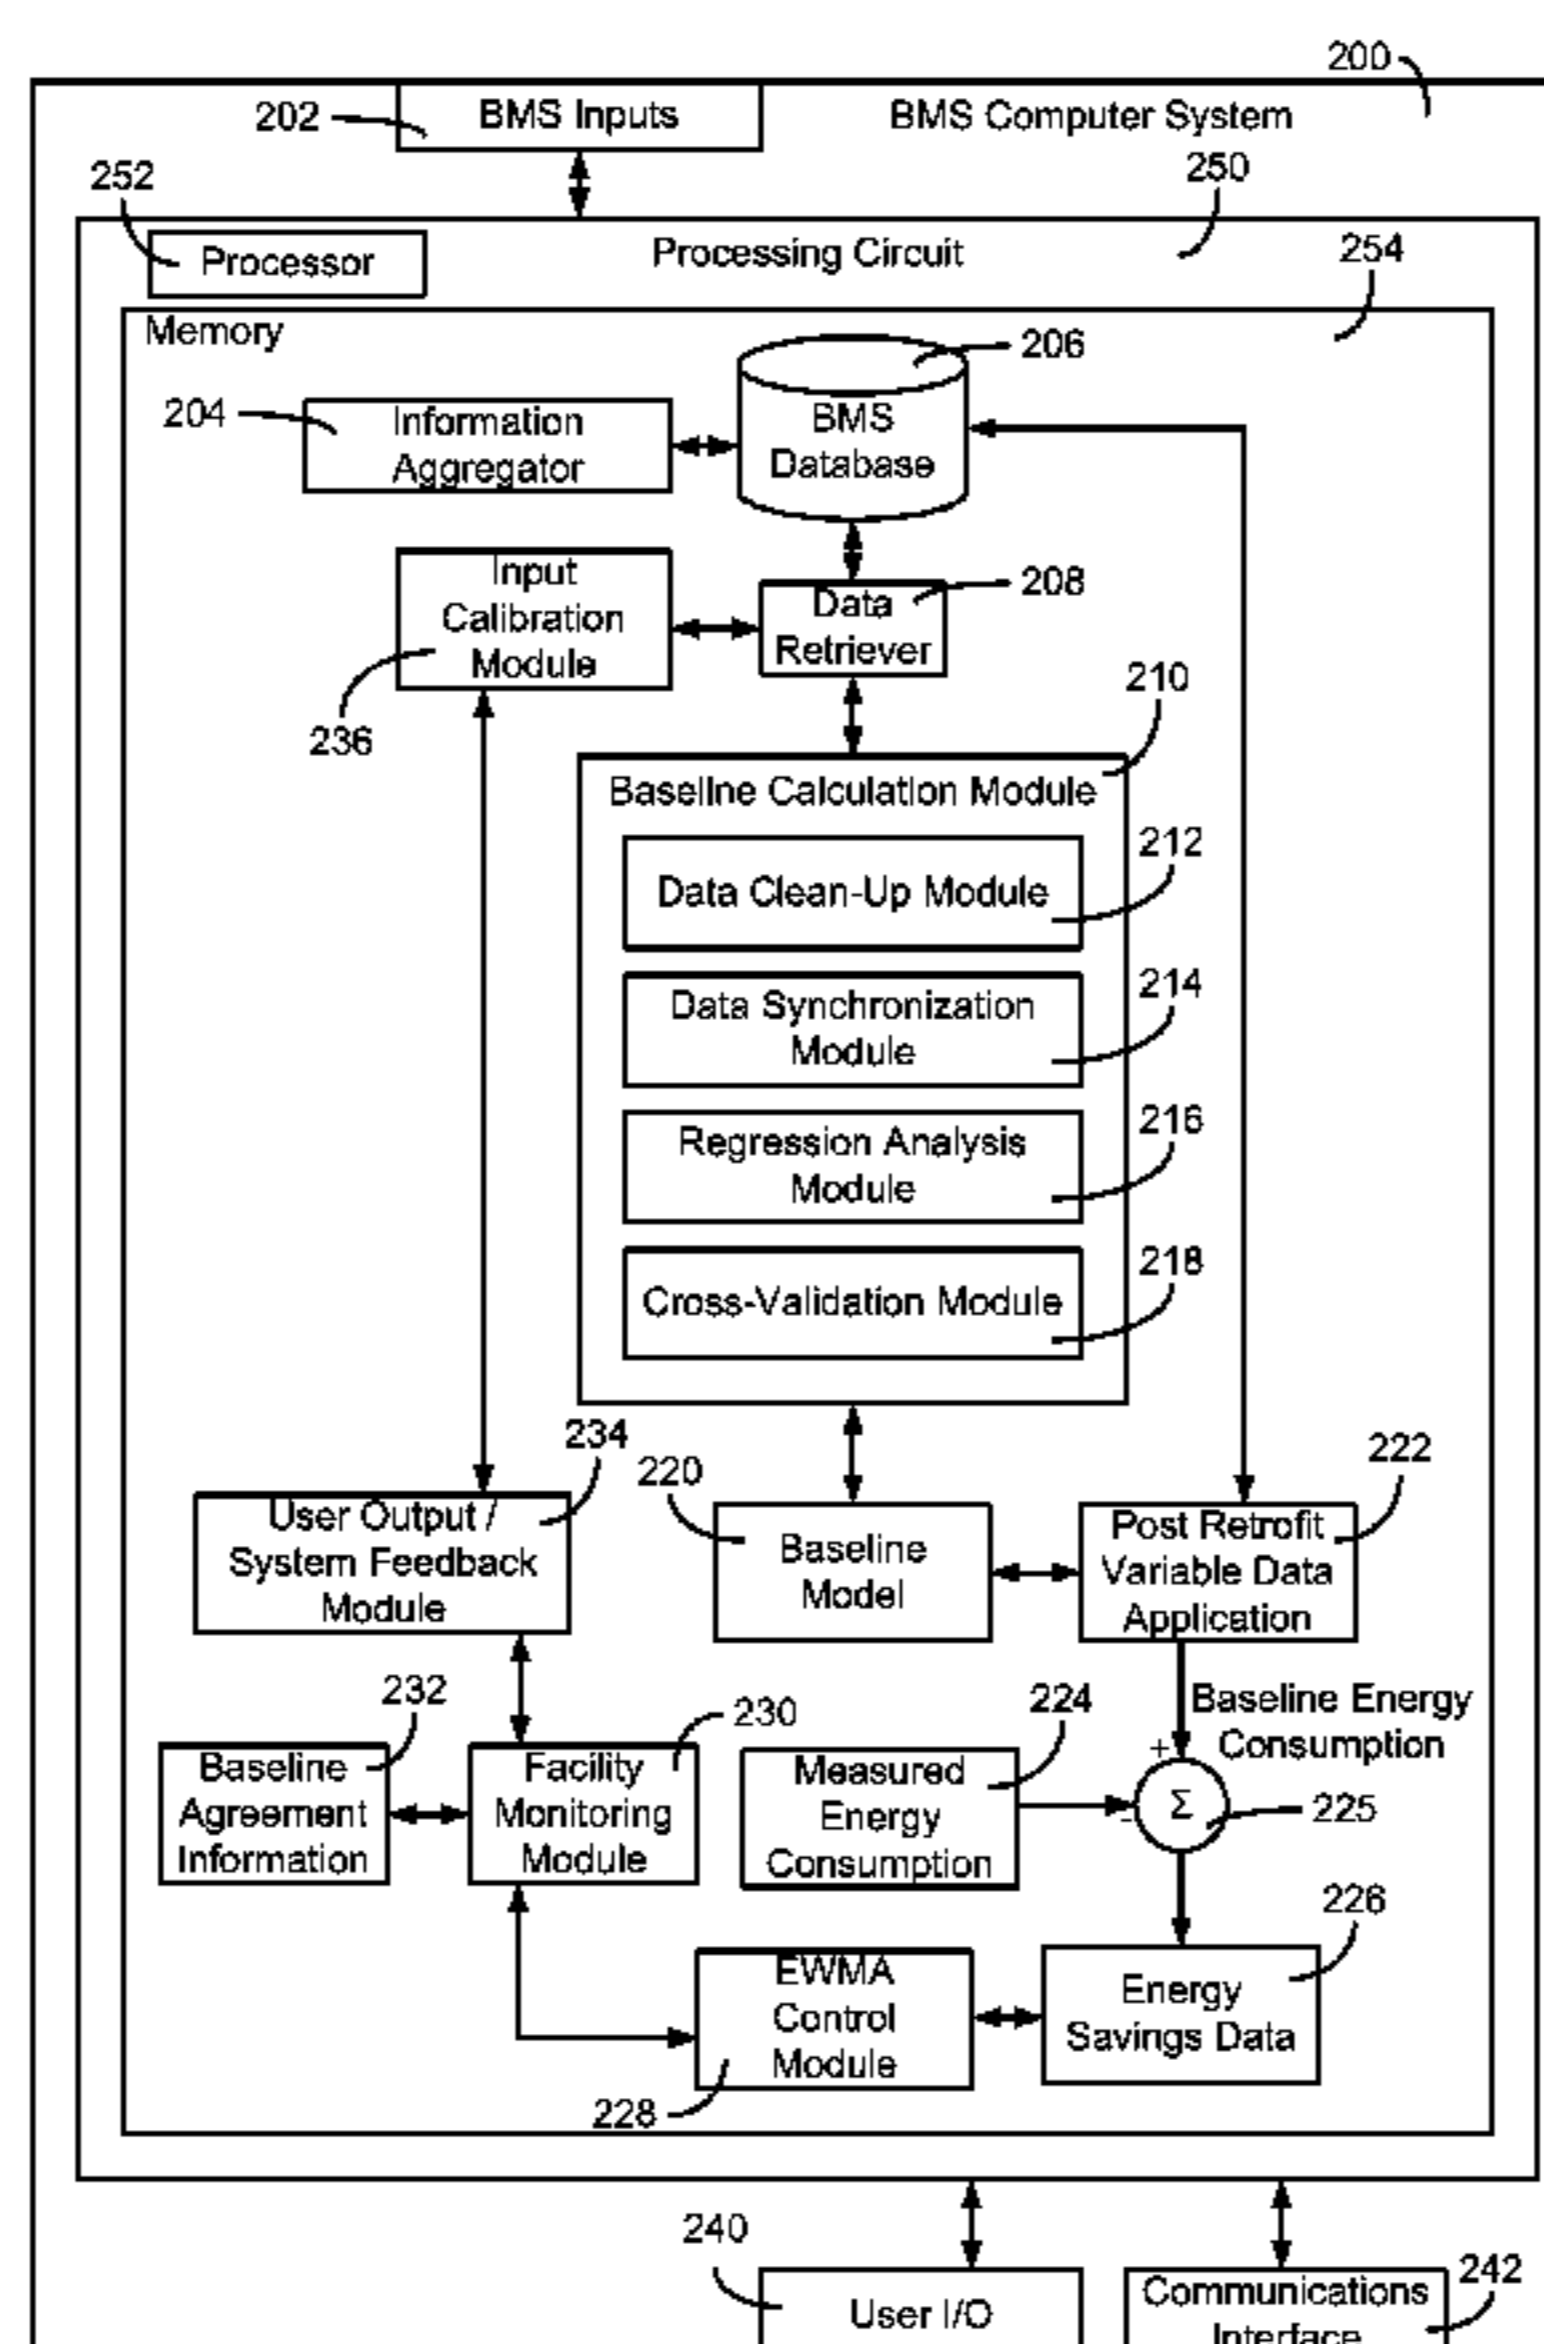 200
202
BMS Inputs
BMS Computer System
252
250
Processor
Processing Circuit
254
Memory
206
204
Information
Aggregator
BMS
Database
Input
Calibration
Module
Data
Retriever
208
236
210
Baseline Calculation Module
212
Data Clean-Up Module
214
Data Synchronization
Module
216
Regression Analysis
Module
218
Cross-Validation Module
234
220
222
User Output /
System Feedback
Module
Baseline
Model
Post Retrofit
Variable Data
Application
232
230
224
Baseline Energy
Consumption
Baseline
Agreement
Information
Facility
Monitoring
Module
Measured
Energy
Consumption
+
-
Σ
225
226
EWMA
Control
Module
Energy
Savings Data
228
240
242
User I/O
Communications
Interface